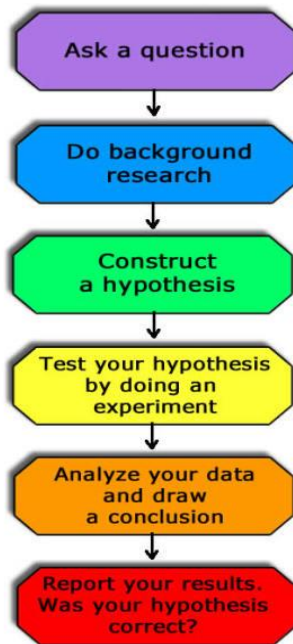 Ask a question
Do background
research
Construct
a hypothesis
Test your hypothesis
by doing an
experiment
Analyze your data
and draw
a conclusion
Report your results.
Was your hypothesis
correct?